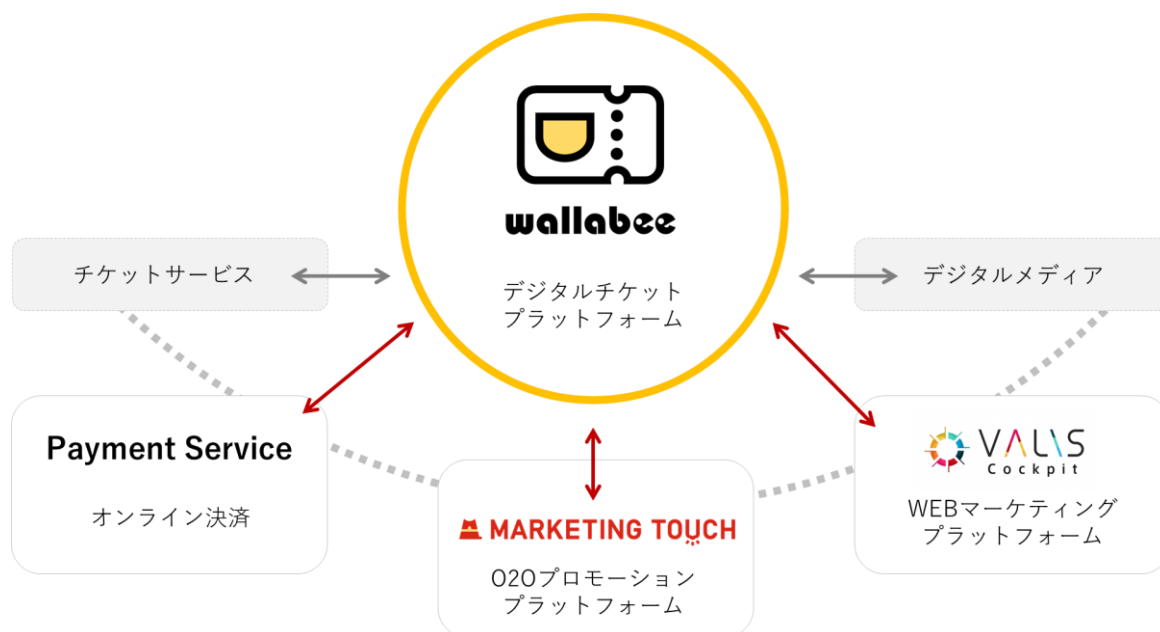 wallabee
デジタルチケット
プラットフォーム
チケットサービス
デジタルメディア
Payment Service
オンライン決済
MARKETING TOUCH
O2Oプロモーション
プラットフォーム
VALIS
Cockpit
WEBマーケティング
プラットフォーム